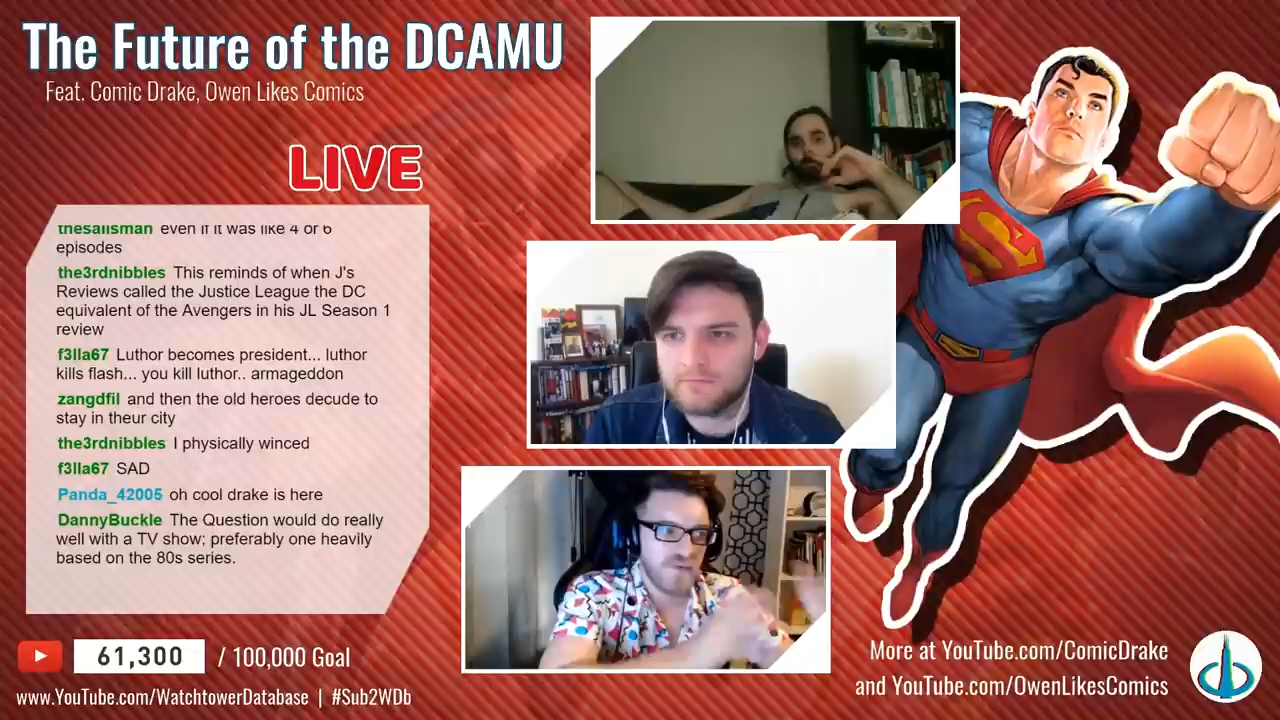 The Future of the DCAMU
Feat. Comic Drake, Owen Likes Comics
LIVE
thesalisman even if it was like 4 or 6
episodes
the3rdnibbles This reminds of when J's
Reviews called the Justice League the DC
equivalent of the Avengers in his JL Season 1
review
f3lla67 Luthor becomes president... luthor
kills flash... you kill luthor.. armageddon
zangdfil and then the old heroes decude to
stay in theur city
the3rdnibbles I physically winced
f3lla67 SAD
Panda_42005 oh cool drake is here
DannyBuckle The Question would do really
well with a TV show; preferably one heavily
based on the 80s series.
61,300 / 100,000 Goal
www.YouTube.com/WatchtowerDatabase | #Sub2WDb
More at YouTube.com/ComicDrake
and YouTube.com/OwenLikesComics